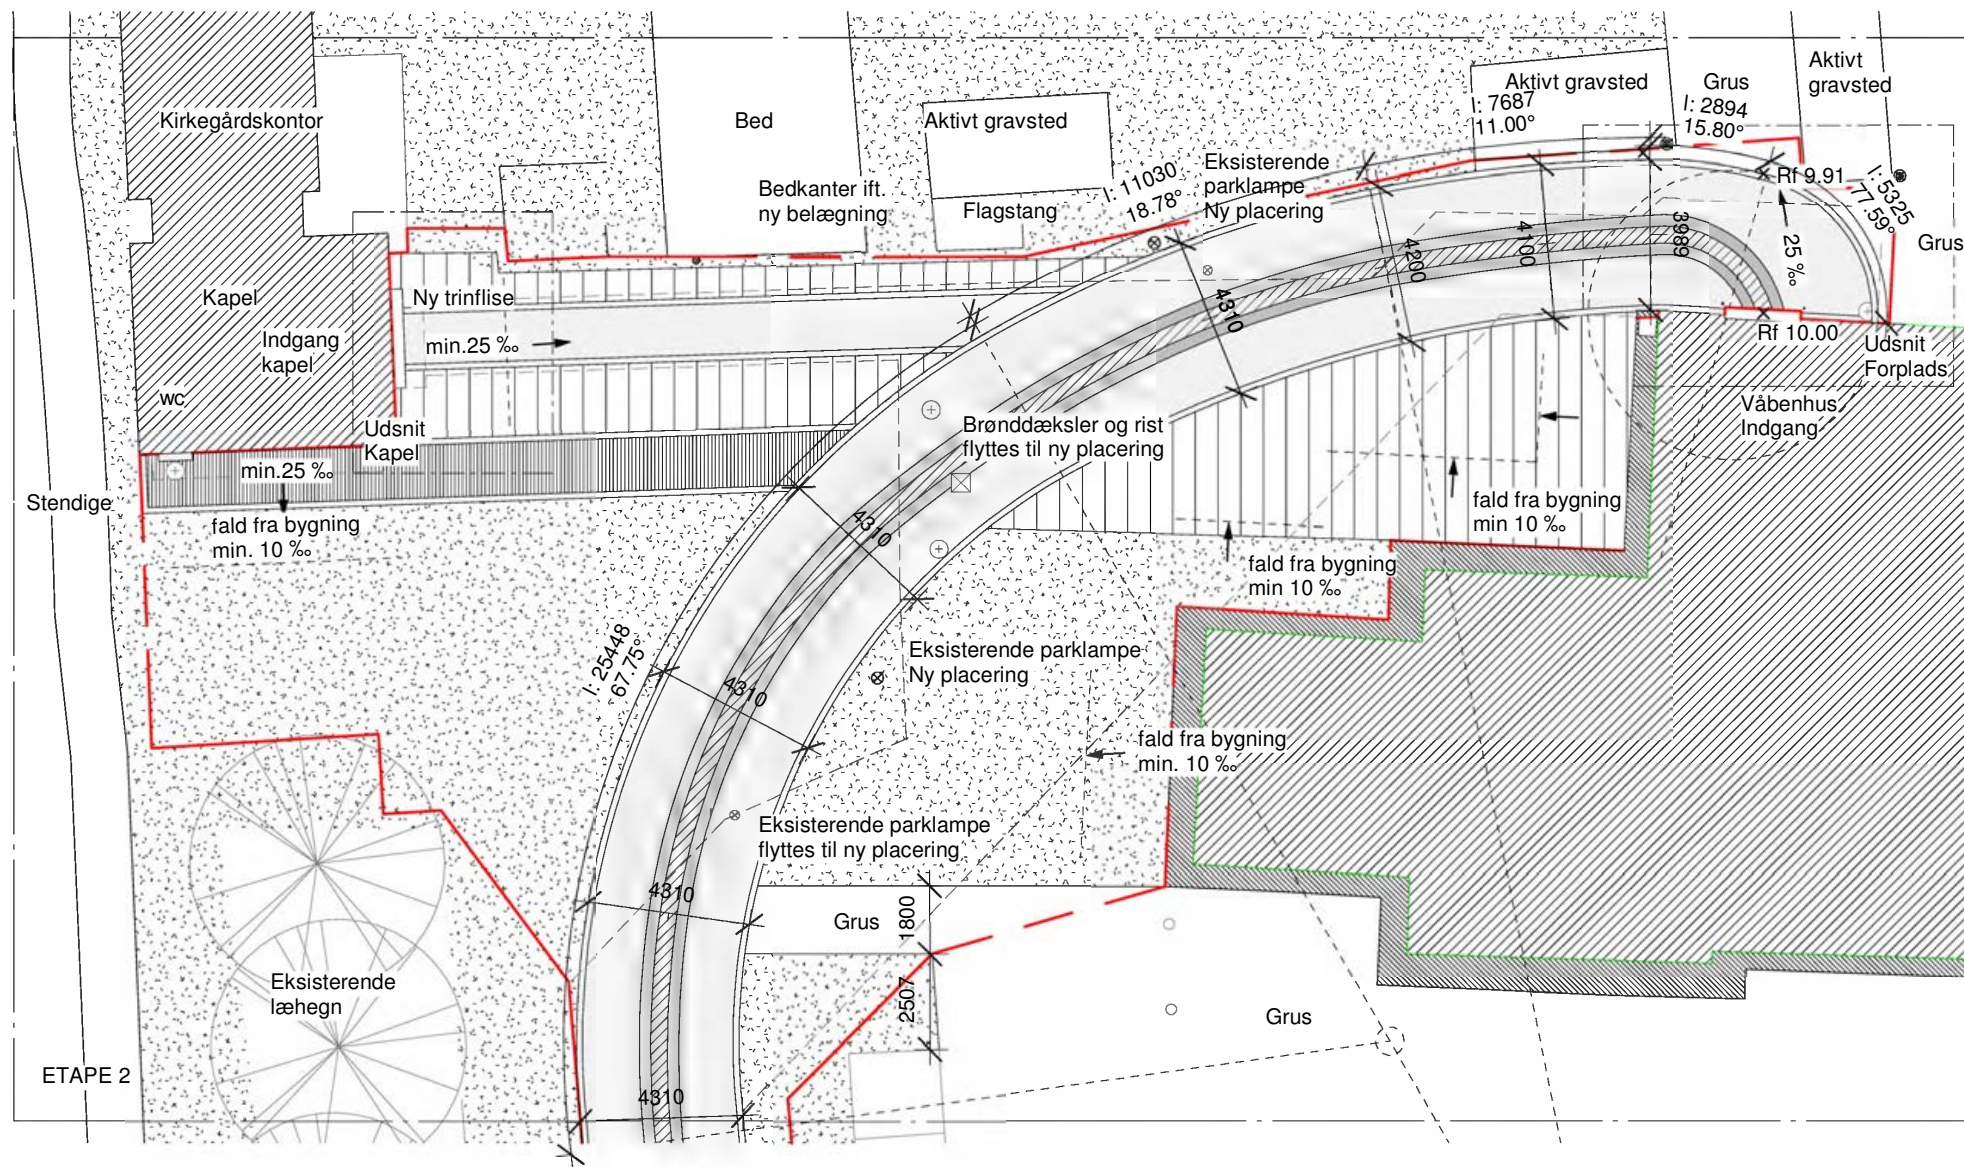 Aktivt
gravsted
Aktivt gravsted
Grus
l: 7687
11.00°
l: 2894
15.80°
Kirkegårdskontor
Bed
Aktivt gravsted
Eksisterende
parklampe
Ny placering
l: 11030
18.78°
Rf 9.91
l: 5325
77.59°
Bedkanter ift.
ny belægning
Flagstang
4200
4100
3989
25 ‰
Grus
Kapel
Ny trinflise
4310
Indgang
kapel
min.25 ‰
Rf 10.00
Udsnit
Forplads
wc
Våbenhus
Indgang
Udsnit
Kapel
Brønddæksler og rist
flyttes til ny placering
min.25 ‰
Stendige
fald fra bygning
min. 10 ‰
4310
fald fra bygning
min 10 ‰
fald fra bygning
min 10 ‰
l: 25448
67.75°
Eksisterende parklampe
Ny placering
4310
fald fra bygning
min. 10 ‰
Eksisterende parklampe
flyttes til ny placering
4310
Grus
1800
Eksisterende
læhegn
2507
Grus
ETAPE 2
4310